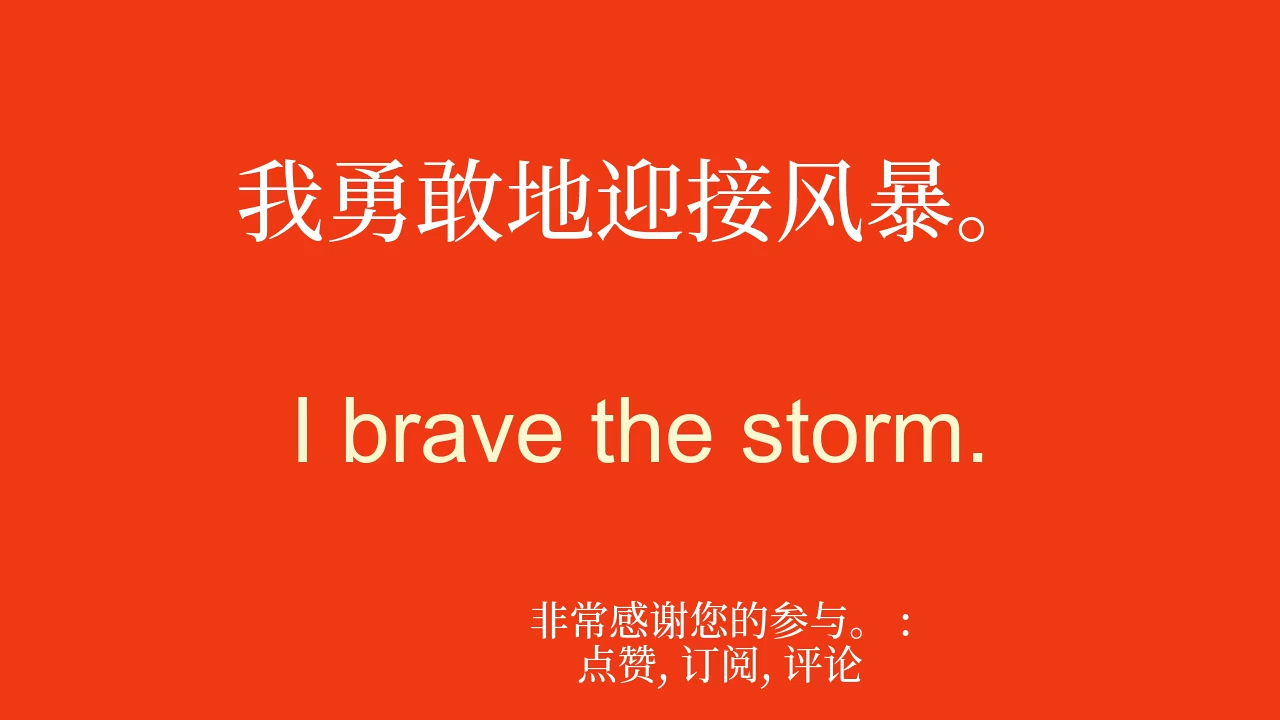 我勇敢地迎接风暴。
I brave the storm.
非常感谢您的参与。 :
点赞, 订阅, 评论